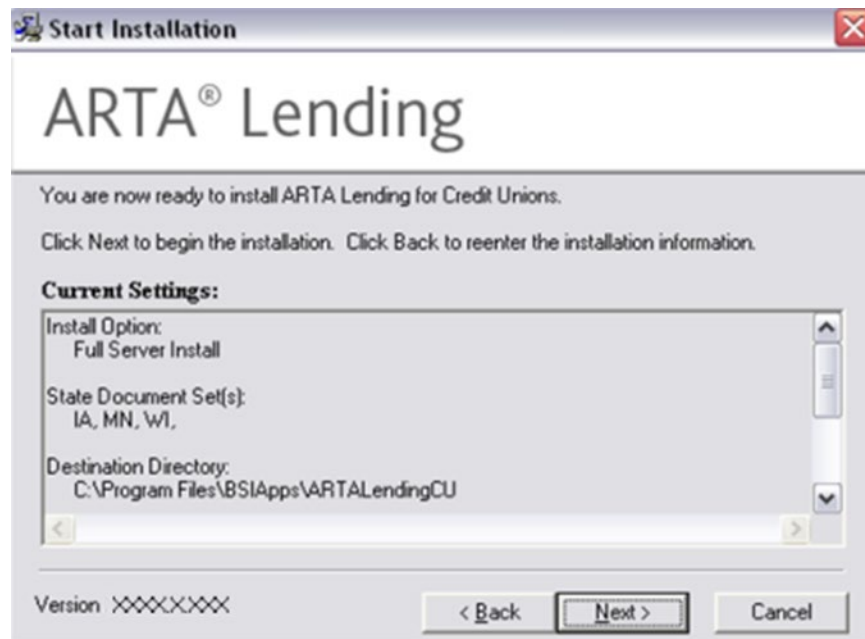 Start Installation
ARTA® Lending
You are now ready to install ARTA Lending for Credit Unions.
Click Next to begin the installation. Click Back to reenter the installation information.
Current Settings:
Install Option:
Full Server Install
State Document Set(s):
IA, MN, WI,
Destination Directory:
C:\Program Files\BSIApps\ARTALendingCU
Version XXXX.X.XXX
< Back
Next >
Cancel